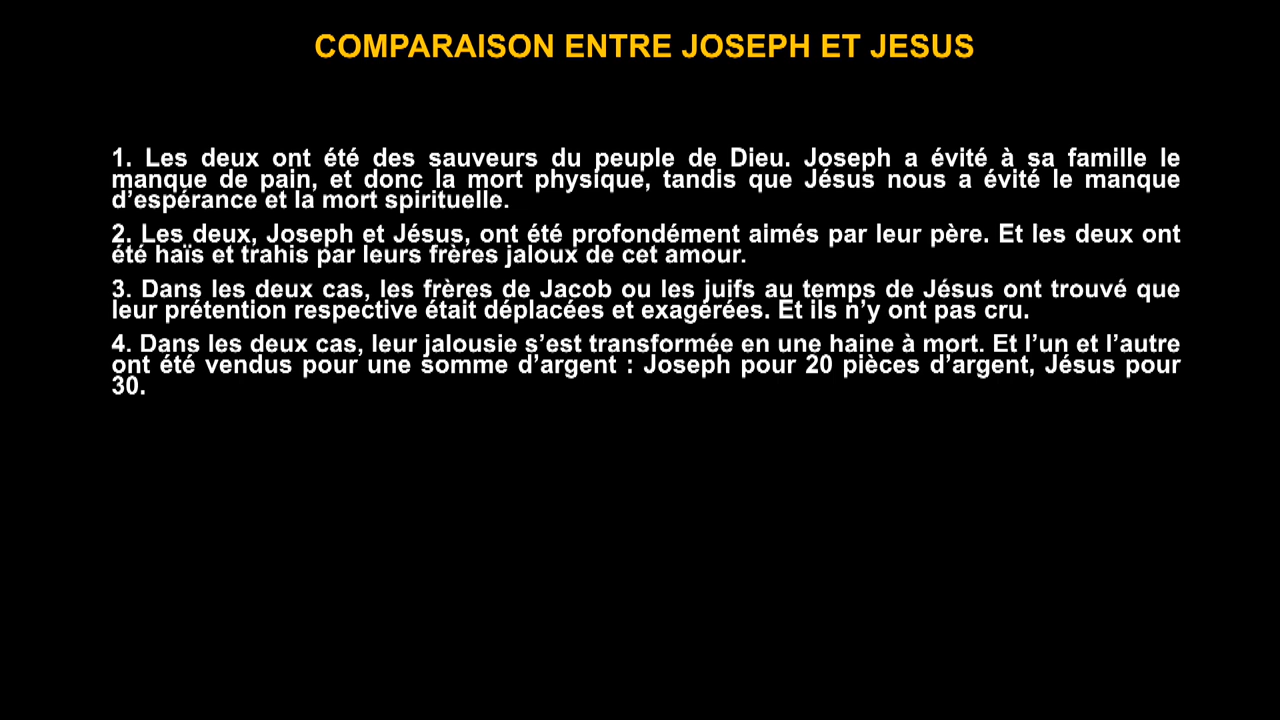 COMPARAISON ENTRE JOSEPH ET JESUS
1. Les deux ont été des sauveurs du peuple de Dieu. Joseph a évité à sa famille le
manque de pain, et donc la mort physique, tandis que Jésus nous a évité le manque
d’espérance et la mort spirituelle.
2. Les deux, Joseph et Jésus, ont été profondément aimés par leur père. Et les deux ont
été haïs et trahis par leurs frères jaloux de cet amour.
3. Dans les deux cas, les frères de Jacob ou les juifs au temps de Jésus ont trouvé que
leur prétention respective était déplacées et exagérées. Et ils n’y ont pas cru.
4. Dans les deux cas, leur jalousie s’est transformée en une haine à mort. Et l’un et l’autre
ont été vendus pour une somme d’argent : Joseph pour 20 pièces d’argent, Jésus pour
30.